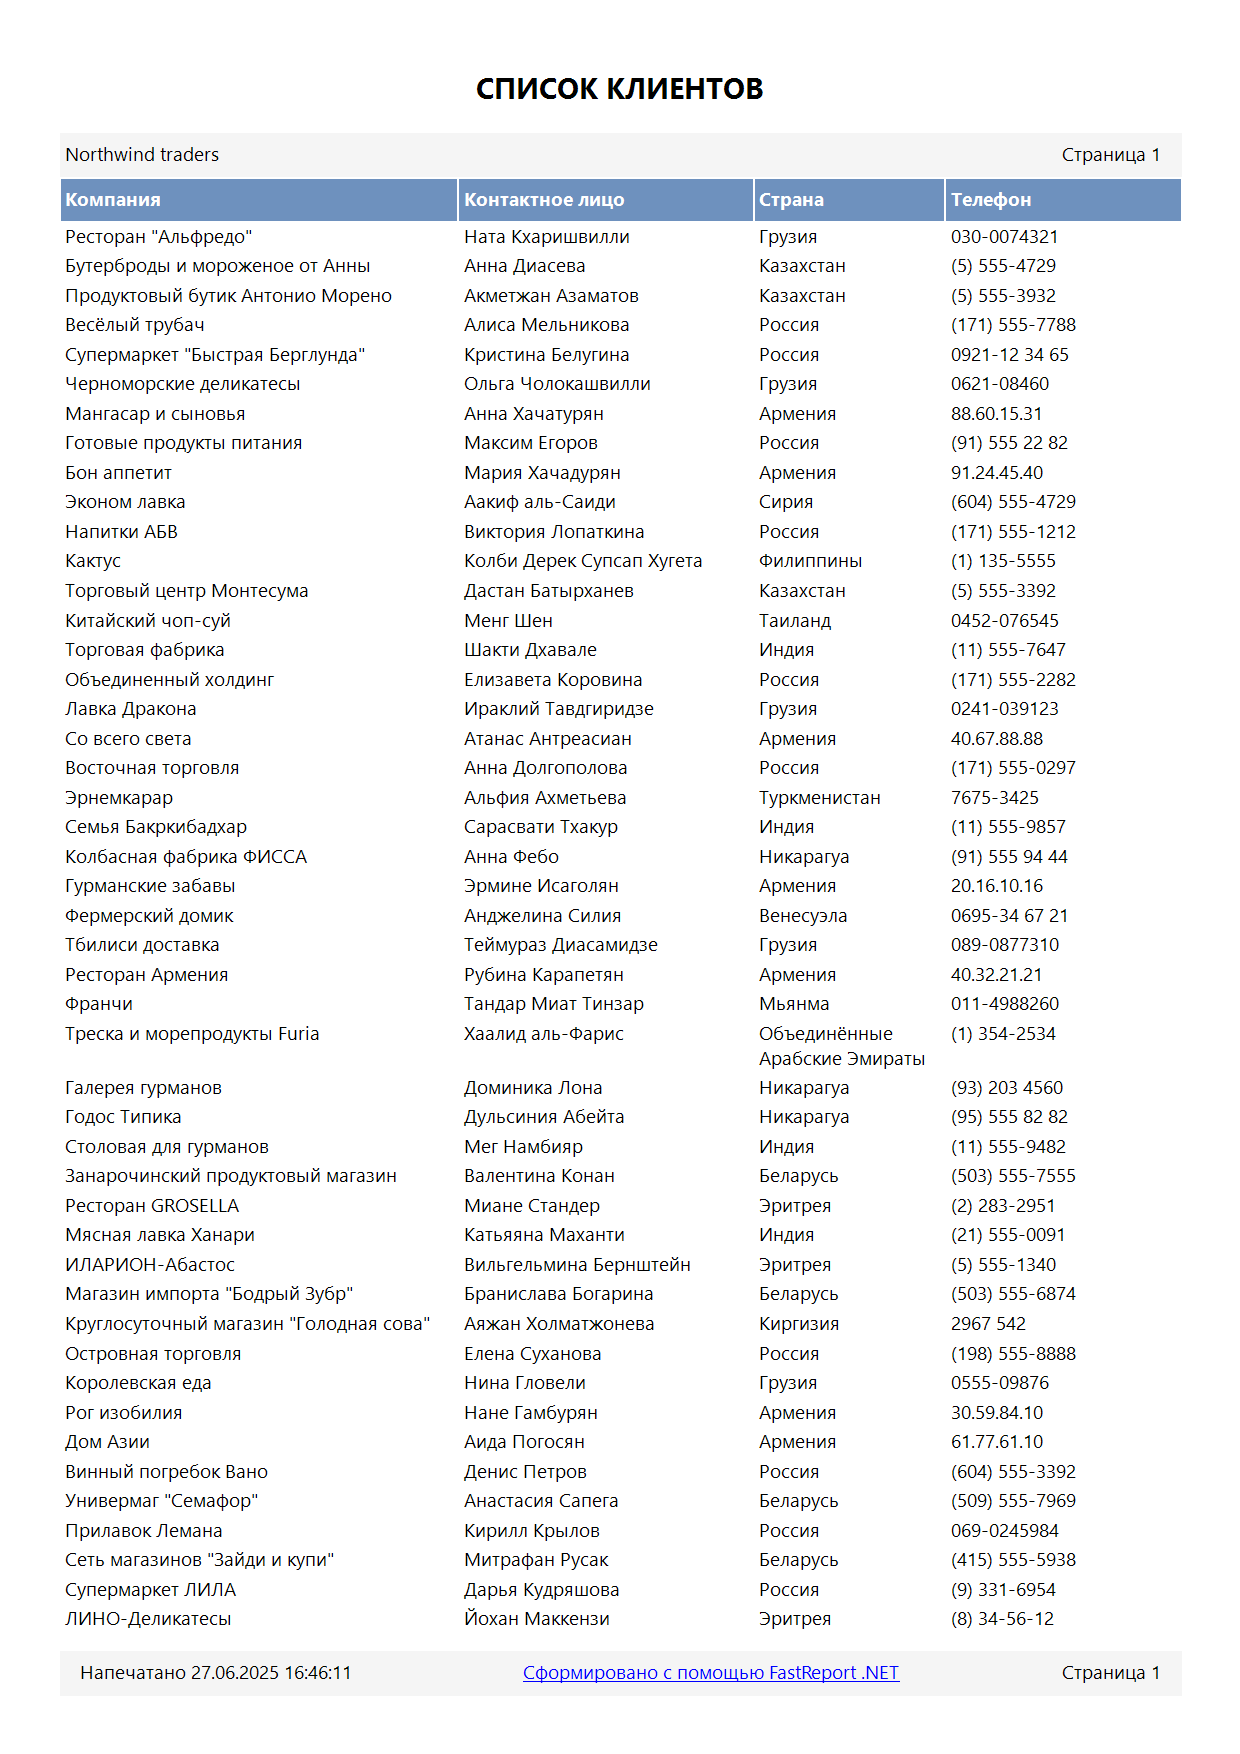 СПИСОК КЛИЕНТОВ
Northwind traders Страница 1
Компания Контактное лицо Страна Телефон
Ресторан "Альфредо" Ната Кхаришвилли Грузия 030-0074321
Бутерброды и мороженое от Анны Анна Диасева Казахстан (5) 555-4729
Продуктовый бутик Антонио Морено Акметжан Азаматов Казахстан (5) 555-3932
Весёлый трубач Алиса Мельникова Россия (171) 555-7788
Супермаркет "Быстрая Берглунда" Кристина Белугина Россия 0921-12 34 65
Черноморские деликатесы Ольга Чолокашвилли Грузия 0621-08460
Мангасар и сыновья Анна Хачатурян Армения 88.60.15.31
Готовые продукты питания Максим Егоров Россия (91) 555 22 82
Бон аппетит Мария Хачадурян Армения 91.24.45.40
Эконом лавка Аакиф аль-Саиди Сирия (604) 555-4729
Напитки АБВ Виктория Лопаткина Россия (171) 555-1212
Кактус Колби Дерек Супсап Хугета Филиппины (1) 135-5555
Торговый центр Монтесума Дастан Батырханев Казахстан (5) 555-3392
Китайский чоп-суй Менг Шен Таиланд 0452-076545
Торговая фабрика Шакти Дхавале Индия (11) 555-7647
Объединенный холдинг Елизавета Коровина Россия (171) 555-2282
Лавка Дракона Ираклий Тавдгиридзе Грузия 0241-039123
Со всего света Атанас Антреасиан Армения 40.67.88.88
Восточная торговля Анна Долгополова Россия (171) 555-0297
Эрнемкарар Альфия Ахметьева Туркменистан 7675-3425
Семья Бакркибадхар Сарасвати Тхакур Индия (11) 555-9857
Колбасная фабрика ФИССА Анна Фебо Никарагуа (91) 555 94 44
Гурманские забавы Эрмине Исаголян Армения 20.16.10.16
Фермерский домик Анджелина Силия Венесуэла 0695-34 67 21
Тбилиси доставка Теймураз Диасамидзе Грузия 089-0877310
Ресторан Армения Рубина Карапетян Армения 40.32.21.21
Франчи Тандар Миат Тинзар Мьянма 011-4988260
Треска и морепродукты Furia Хаалид аль-Фарис Объединённые (1) 354-2534
Арабские Эмираты
Галерея гурманов Доминика Лона Никарагуа (93) 203 4560
Годос Типика Дульсиния Абейта Никарагуа (95) 555 82 82
Столовая для гурманов Мег Намбияр Индия (11) 555-9482
Занарочинский продуктовый магазин Валентина Конан Беларусь (503) 555-7555
Ресторан GROSELLA Миане Стандер Эритрея (2) 283-2951
Мясная лавка Ханари Катьяяна Маханти Индия (21) 555-0091
ИЛАРИОН-Абастос Вильгельмина Бернштейн Эритрея (5) 555-1340
Магазин импорта "Бодрый Зубр" Бранислава Богарина Беларусь (503) 555-6874
Круглосуточный магазин "Голодная сова" Аяжан Холматжонева Киргизия 2967 542
Островная торговля Елена Суханова Россия (198) 555-8888
Королевская еда Нина Гловели Грузия 0555-09876
Рог изобилия Нане Гамбурян Армения 30.59.84.10
Дом Азии Аида Погосян Армения 61.77.61.10
Винный погребок Вано Денис Петров Россия (604) 555-3392
Универмаг "Семафор" Анастасия Сапега Беларусь (509) 555-7969
Прилавок Лемана Кирилл Крылов Россия 069-0245984
Сеть магазинов "Зайди и купи" Митрафан Русак Беларусь (415) 555-5938
Супермаркет ЛИЛА Дарья Кудряшова Россия (9) 331-6954
ЛИНО-Деликатесы Йохан Маккензи Эритрея (8) 34-56-12
Напечатано 27.06.2025 16:46:11 Сформировано с помощью FastReport .NET Страница 1